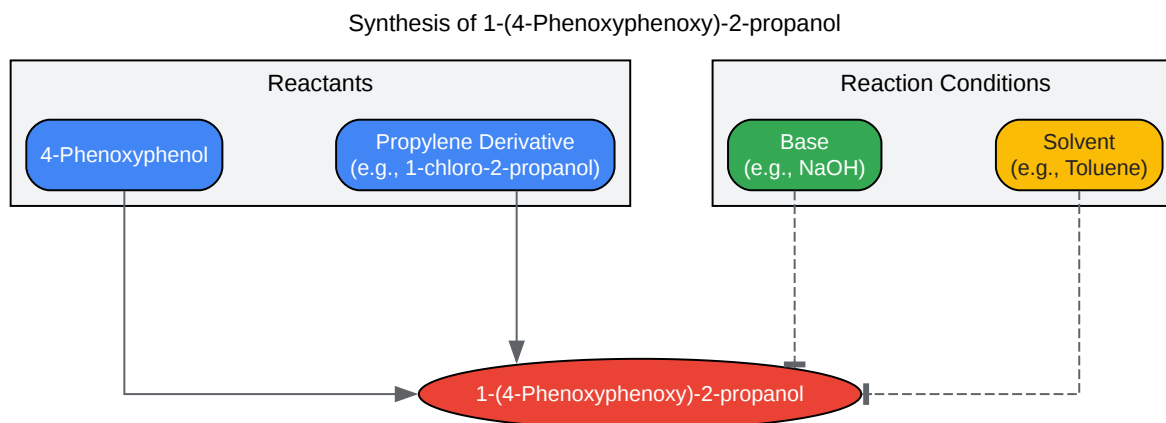 Synthesis of 1-(4-Phenoxyphenoxy)-2-propanol
Reactants
Reaction Conditions
4-Phenoxyphenol
Propylene Derivative
(e.g., 1-chloro-2-propanol)
Base
(e.g., NaOH)
Solvent
(e.g., Toluene)
1-(4-Phenoxyphenoxy)-2-propanol